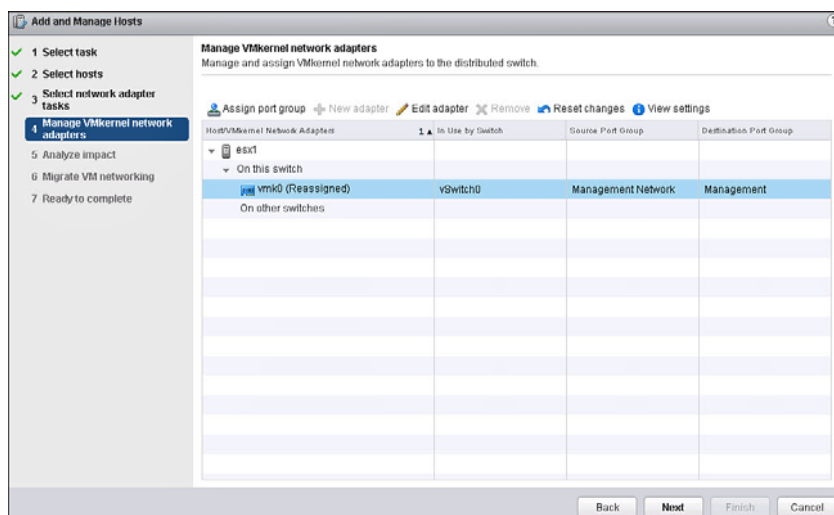 Add and Manage Hosts
1 Select task
2 Select hosts
3 Select network adapter
tasks
4 Manage VMkernel network
adapters
5 Analyze impact
6 Migrate VM networking
7 Ready to complete
Manage VMkernel network adapters
Manage and assign VMkernel network adapters to the distributed switch.
Assign port group New adapter Edit adapter Remove Reset changes View settings
Host/VMkernel Network Adapters 1 ▲ In Use by Switch Source Port Group Destination Port Group
esx1
On this switch
vmk0 (Reassigned) vSwitch0 Management Network Management
On other switches
Back Next Finish Cancel